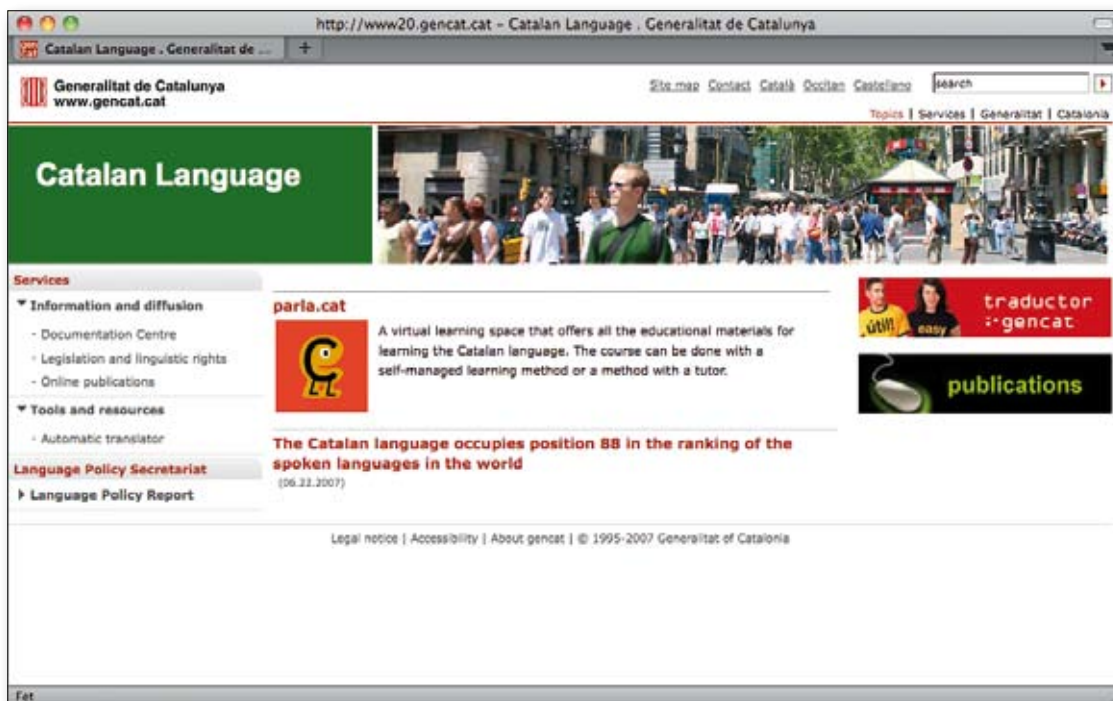 http://www20.gencat.cat – Catalan Language . Generalitat de Catalunya
Catalan Language . Generalitat de ...
+
Generalitat de Catalunya
www.gencat.cat
Site map Contact Català Occitan Castellano
search
Topics | Services | Generalitat | Catalonia
Catalan Language
Services
Information and diffusion
- Documentation Centre
- Legislation and linguistic rights
- Online publications
Tools and resources
- Automatic translator
Language Policy Secretariat
Language Policy Report
parla.cat
A virtual learning space that offers all the educational materials for
learning the Catalan language. The course can be done with a
self-managed learning method or a method with a tutor.
The Catalan language occupies position 88 in the ranking of the
spoken languages in the world
(06.22.2007)
útil!
easy
traductor
gencat
publications
Legal notice | Accessibility | About gencat | © 1995-2007 Generalitat of Catalonia
Fet